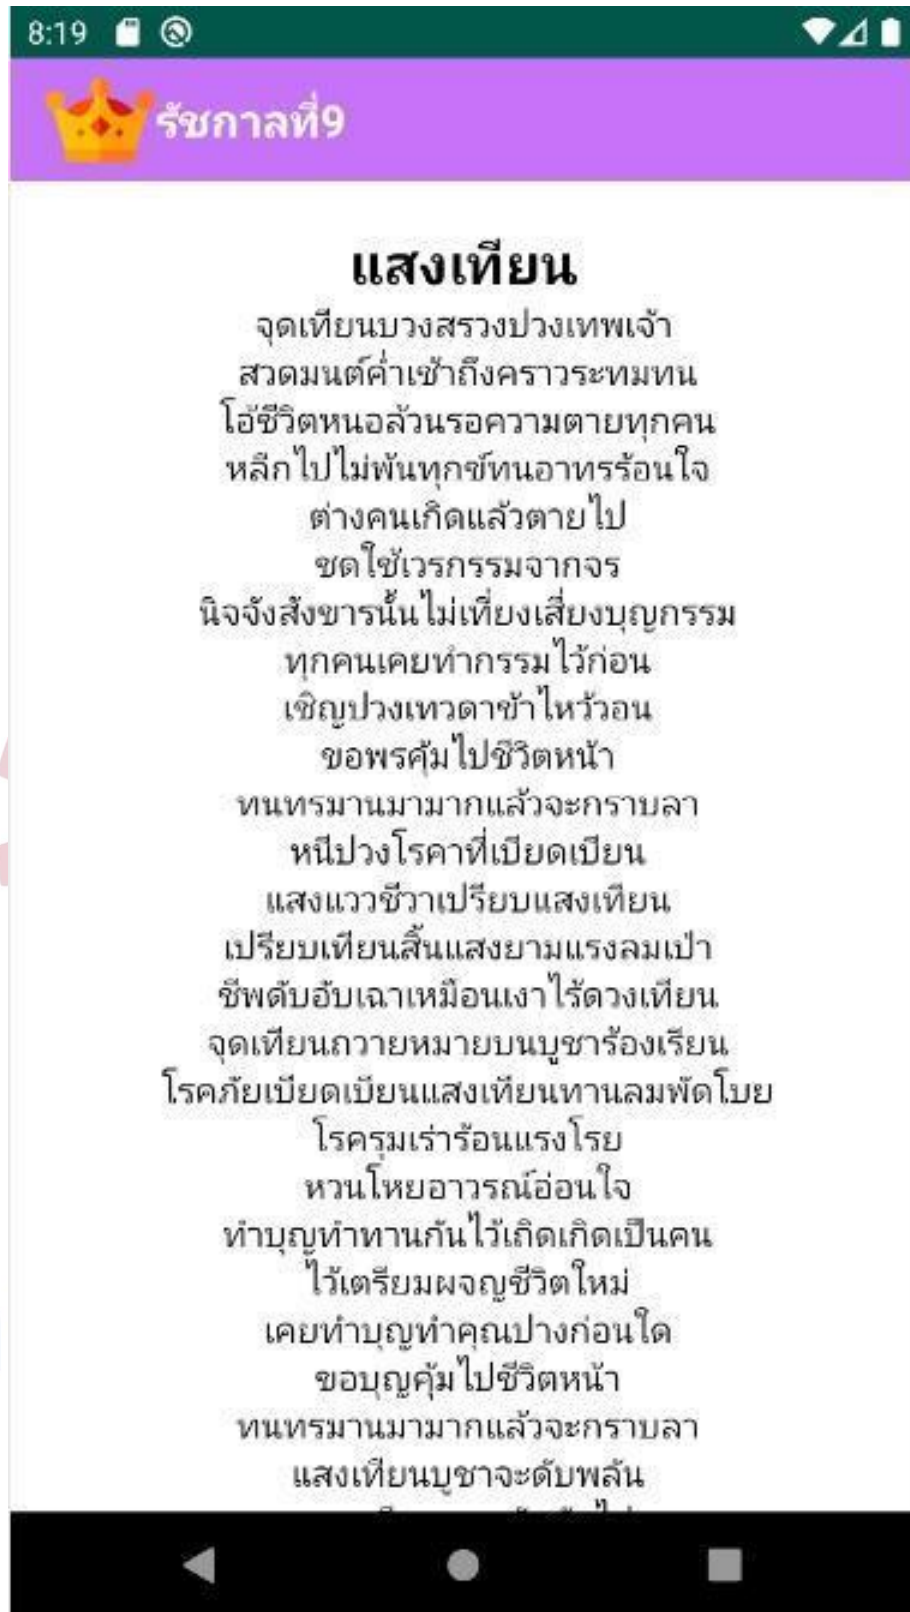 8:19
รัชกาลที่9
แสงเทียน
จุดเทียนบวงสรวงปวงเทพเจ้า
สวดมนต์ค่ำเช้าถึงคราวระทมทน
โอ้ชีวิตหนอล้วนรอความตายทุกคน
หลีกไปไม่พ้นทุกข์ทนอาทรร้อนใจ
ต่างคนเกิดแล้วตายไป
ชดใช้เวรกรรมจากจร
นิจจังสังขารนั้นไม่เที่ยงเสี่ยงบุญกรรม
ทุกคนเคยทำกรรมไว้ก่อน
เชิญปวงเทวดาข้าไหว้วอน
ขอพรคุ้มไปชีวิตหน้า
ทนทรมานมามากแล้วจะกราบลา
หนีปวงโรคาที่เบียดเบียน
แสงแววชีวาเปรียบแสงเทียน
เปรียบเทียนสิ้นแสงยามแรงลมเป่า
ชีพดับอับเฉาเหมือนเงาไร้ดวงเทียน
จุดเทียนถวายหมายบนบูชาร้องเรียน
โรคภัยเบียดเบียนแสงเทียนทานลมพัดโบย
โรครุมเร่าร้อนแรงโรย
หวนโหยอาวรณ์อ่อนใจ
ทำบุญทำทานกันไว้เถิดเกิดเป็นคน
ไว้เตรียมผจญชีวิตใหม่
เคยทำบุญทำคุณปางก่อนใด
ขอบุญคุ้มไปชีวิตหน้า
ทนทรมานมามากแล้วจะกราบลา
แสงเทียนบูชาจะดับพลัน